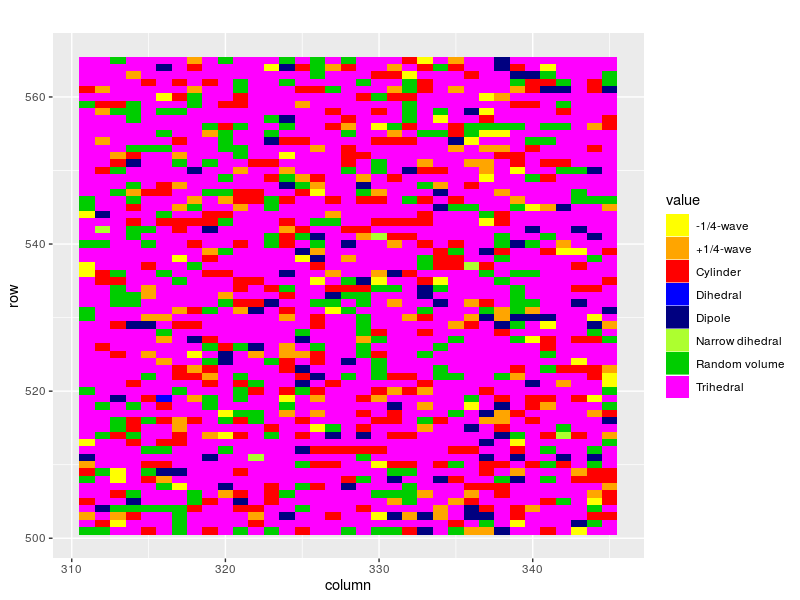 560
540
520
500
row
310
320
330
340
column
value
-1/4-wave
+1/4-wave
Cylinder
Dihedral
Dipole
Narrow dihedral
Random volume
Trihedral